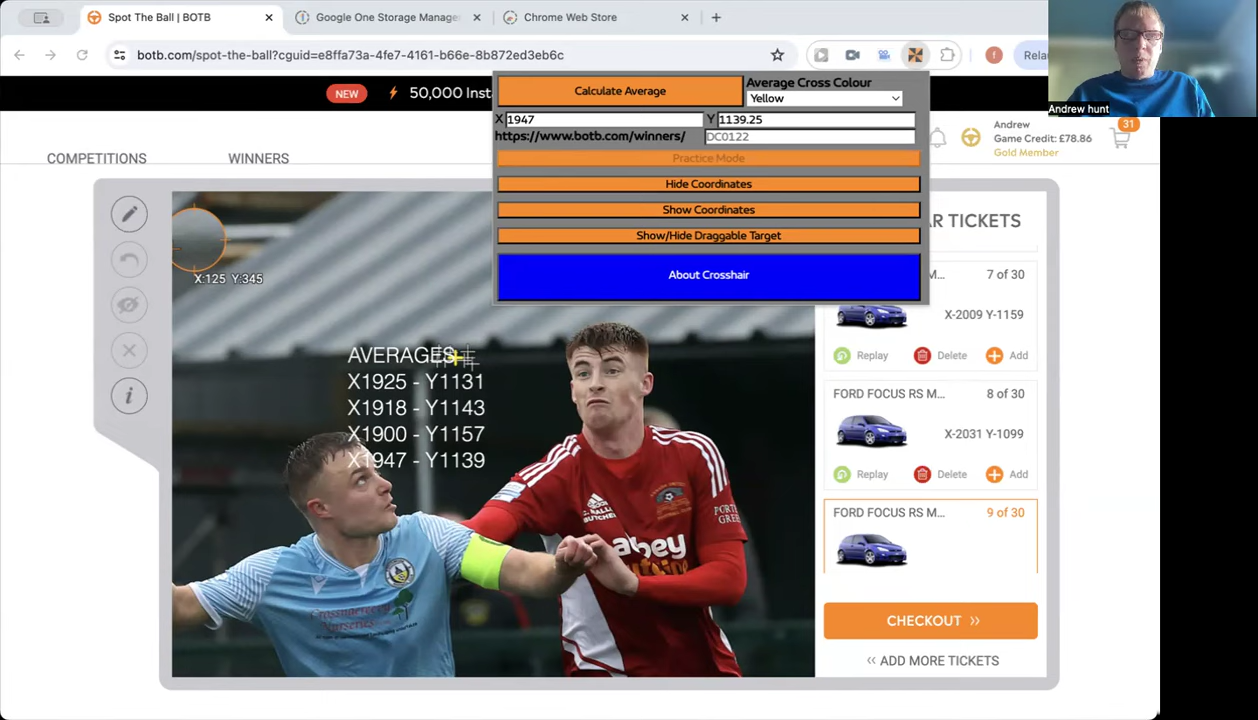 Spot The Ball | BOTB
Google One Storage Manage
Chrome Web Store
botb.com/spot-the-ball?cguid=e8ffa73a-4fe7-4161-b66e-8b872ed3eb6c
f
Rela
Andrew hunt
NEW
50,000 Insta
Calculate Average
Average Cross Colour
Yellow
X 1947
Y 1139.25
https://www.botb.com/winners/
DC0122
Practice Mode
Hide Coordinates
Show Coordinates
Show/Hide Draggable Target
About Crosshair
Andrew
Game Credit: £78.86
Gold Member
31
COMPETITIONS
WINNERS
X:125 Y:345
AVERAGES
X1925 - Y1131
X1918 - Y1143
X1900 - Y1157
X1947 - Y1139
AR TICKETS
M...
7 of 30
X-2009 Y-1159
Replay
Delete
Add
FORD FOCUS RS M...
8 of 30
X-2031 Y-1099
Replay
Delete
Add
FORD FOCUS RS M...
9 of 30
CHECKOUT
ADD MORE TICKETS
abey